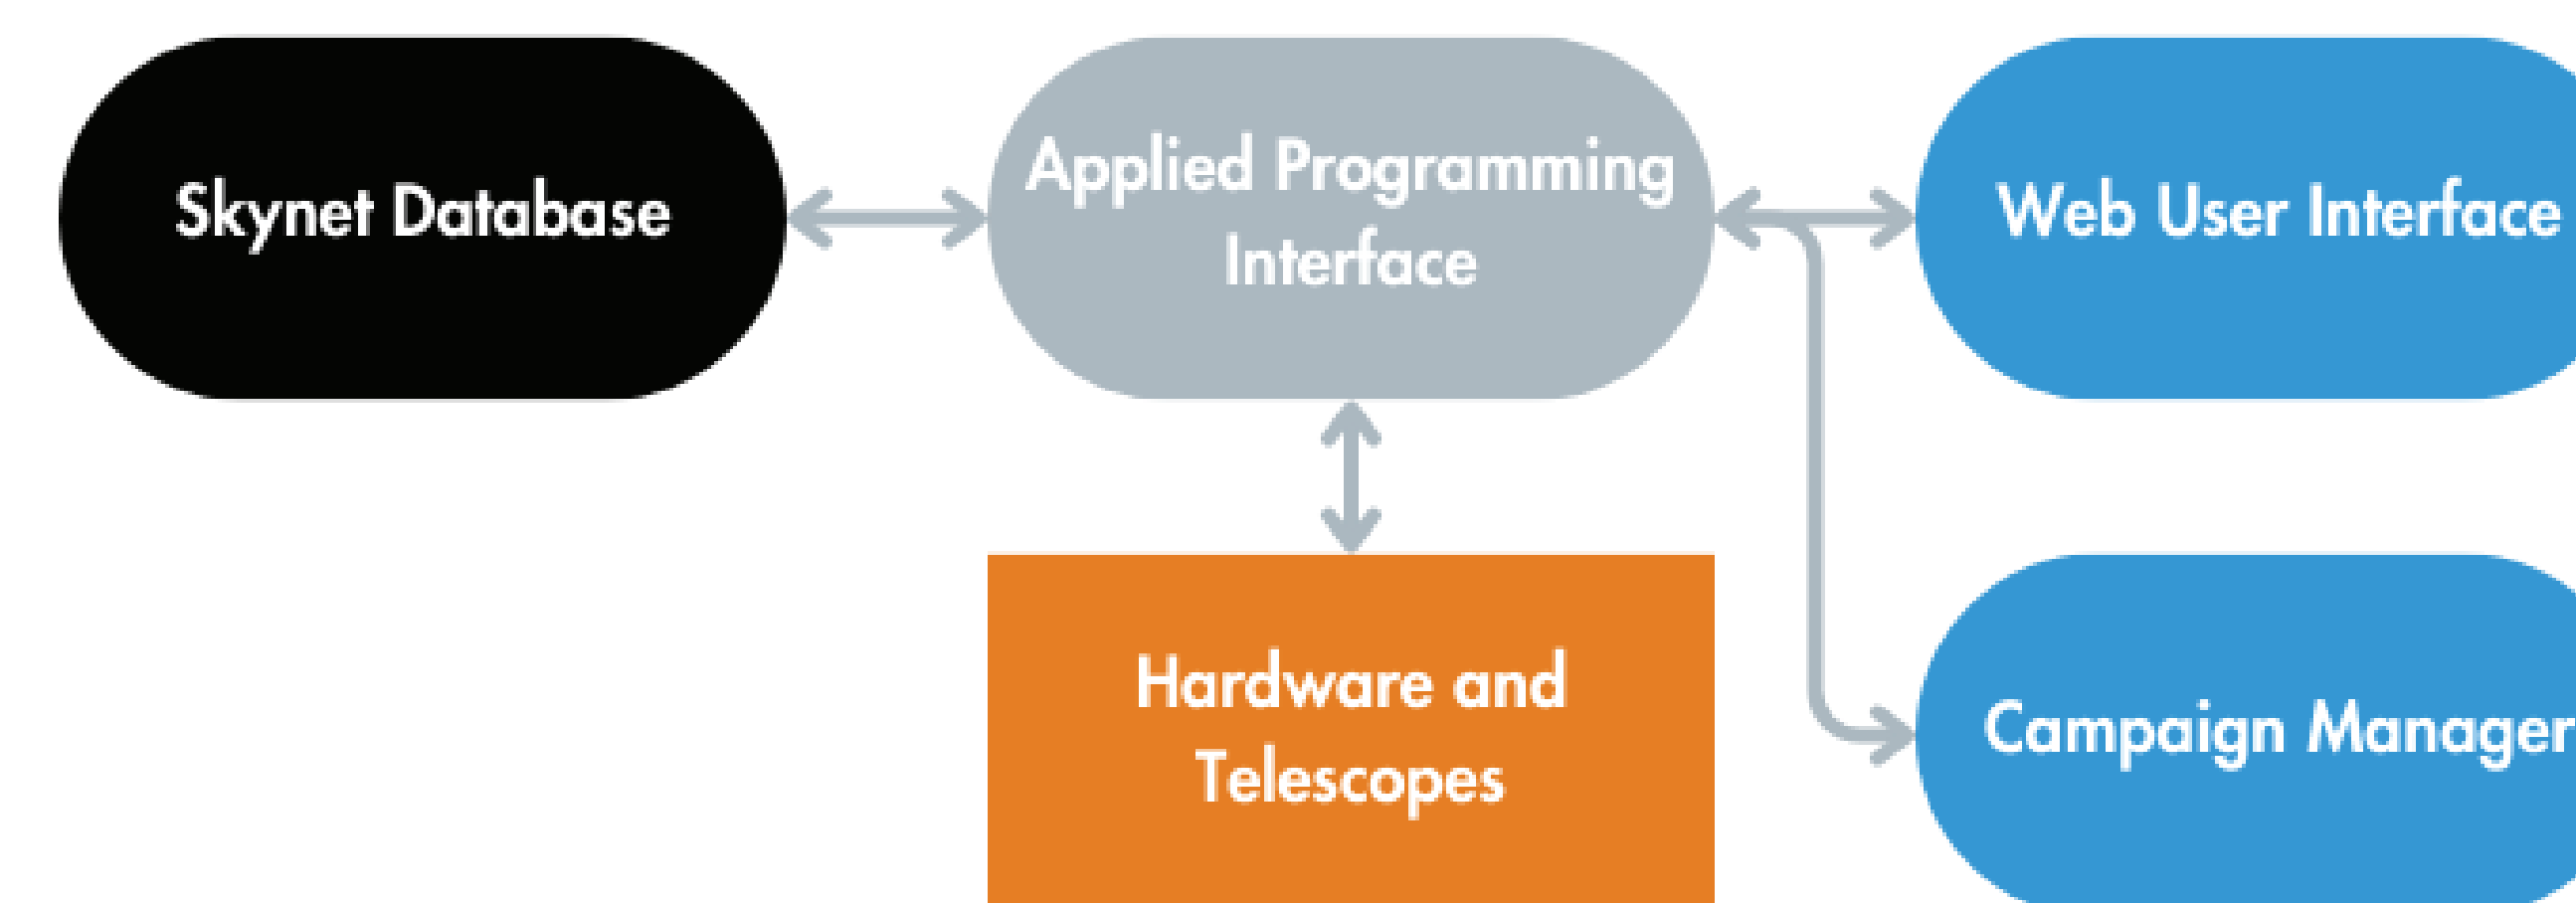 Skynet Database
Applied Programming
Interface
Web User Interface
Hardware and
Telescopes
Campaign Manager